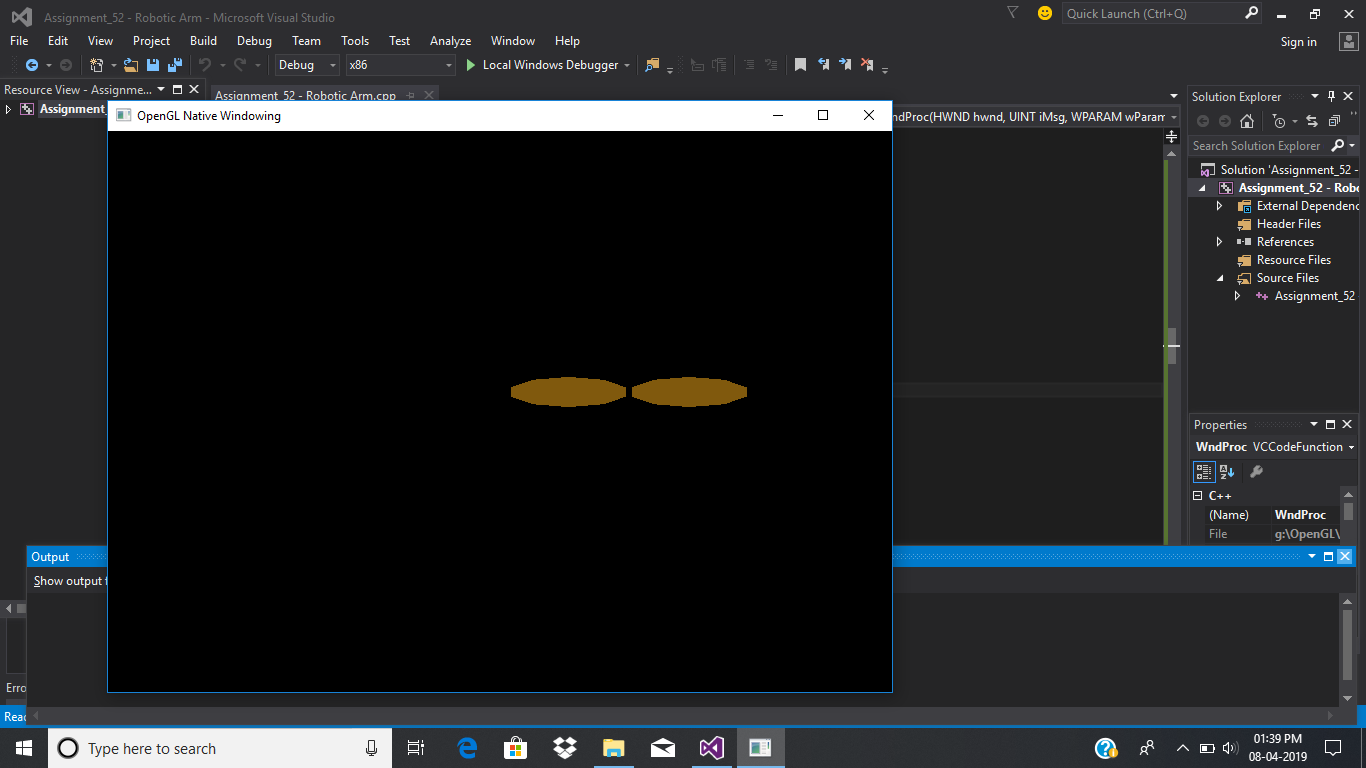 Assignment_52 - Robotic Arm - Microsoft Visual Studio
Quick Launch (Ctrl+Q)
File Edit View Project Build Debug Team Tools Test Analyze Window Help
Sign in
Debug x86 Local Windows Debugger
Resource View - Assignme...
Assignment_52 - Robotic Arm.cpp
Solution Explorer
Assignment_
OpenGL Native Windowing
ndProc(HWND hwnd, UINT iMsg, WPARAM wParam
Search Solution Explorer
Solution 'Assignment_52 -
Assignment_52 - Robo
External Dependenc
Header Files
References
Resource Files
Source Files
Assignment_52
Properties
WndProc VCCodeFunction
C++
(Name) WndProc
File g:\OpenGL\
Output
Show output f
Erro
Read
Type here to search
01:39 PM
08-04-2019